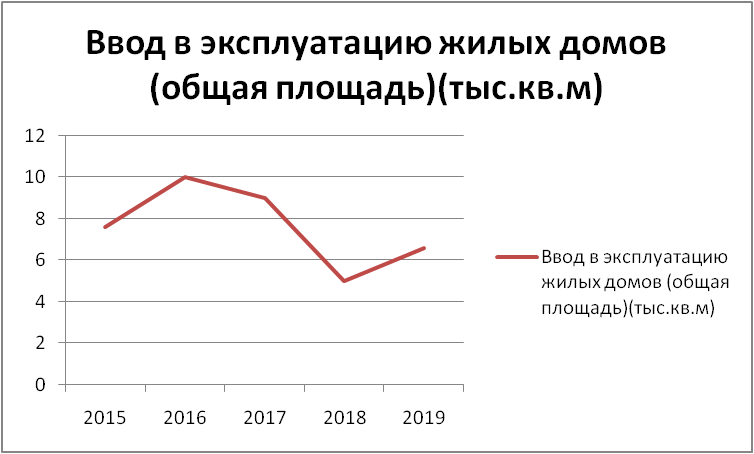 Ввод в эксплуатацию жилых домов
(общая площадь)(тыс.кв.м)
12
10
8
6
4
2
0
2015 2016 2017 2018 2019
Ввод в эксплуатацию
жилых домов (общая
площадь)(тыс.кв.м)